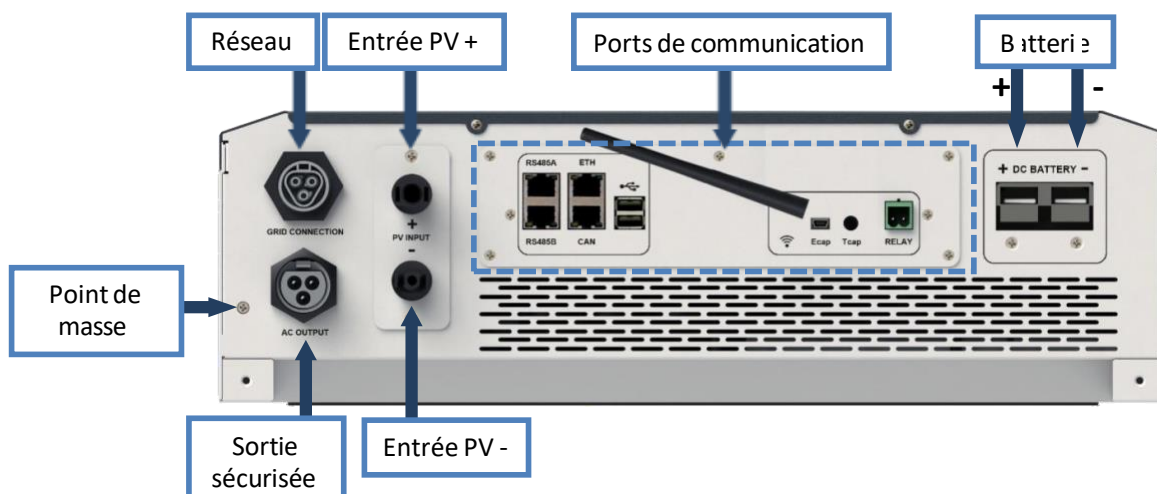 Réseau
Entrée PV +
Ports de communication
Batterie
+
-
RS485A
ETH
+ DC BATTERY -
GRID CONNECTION
+
PV INPUT
-
RS485B
CAN
Ecap
Tcap
RELAY
Point de
masse
AC OUTPUT
Sortie
sécurisée
Entrée PV -